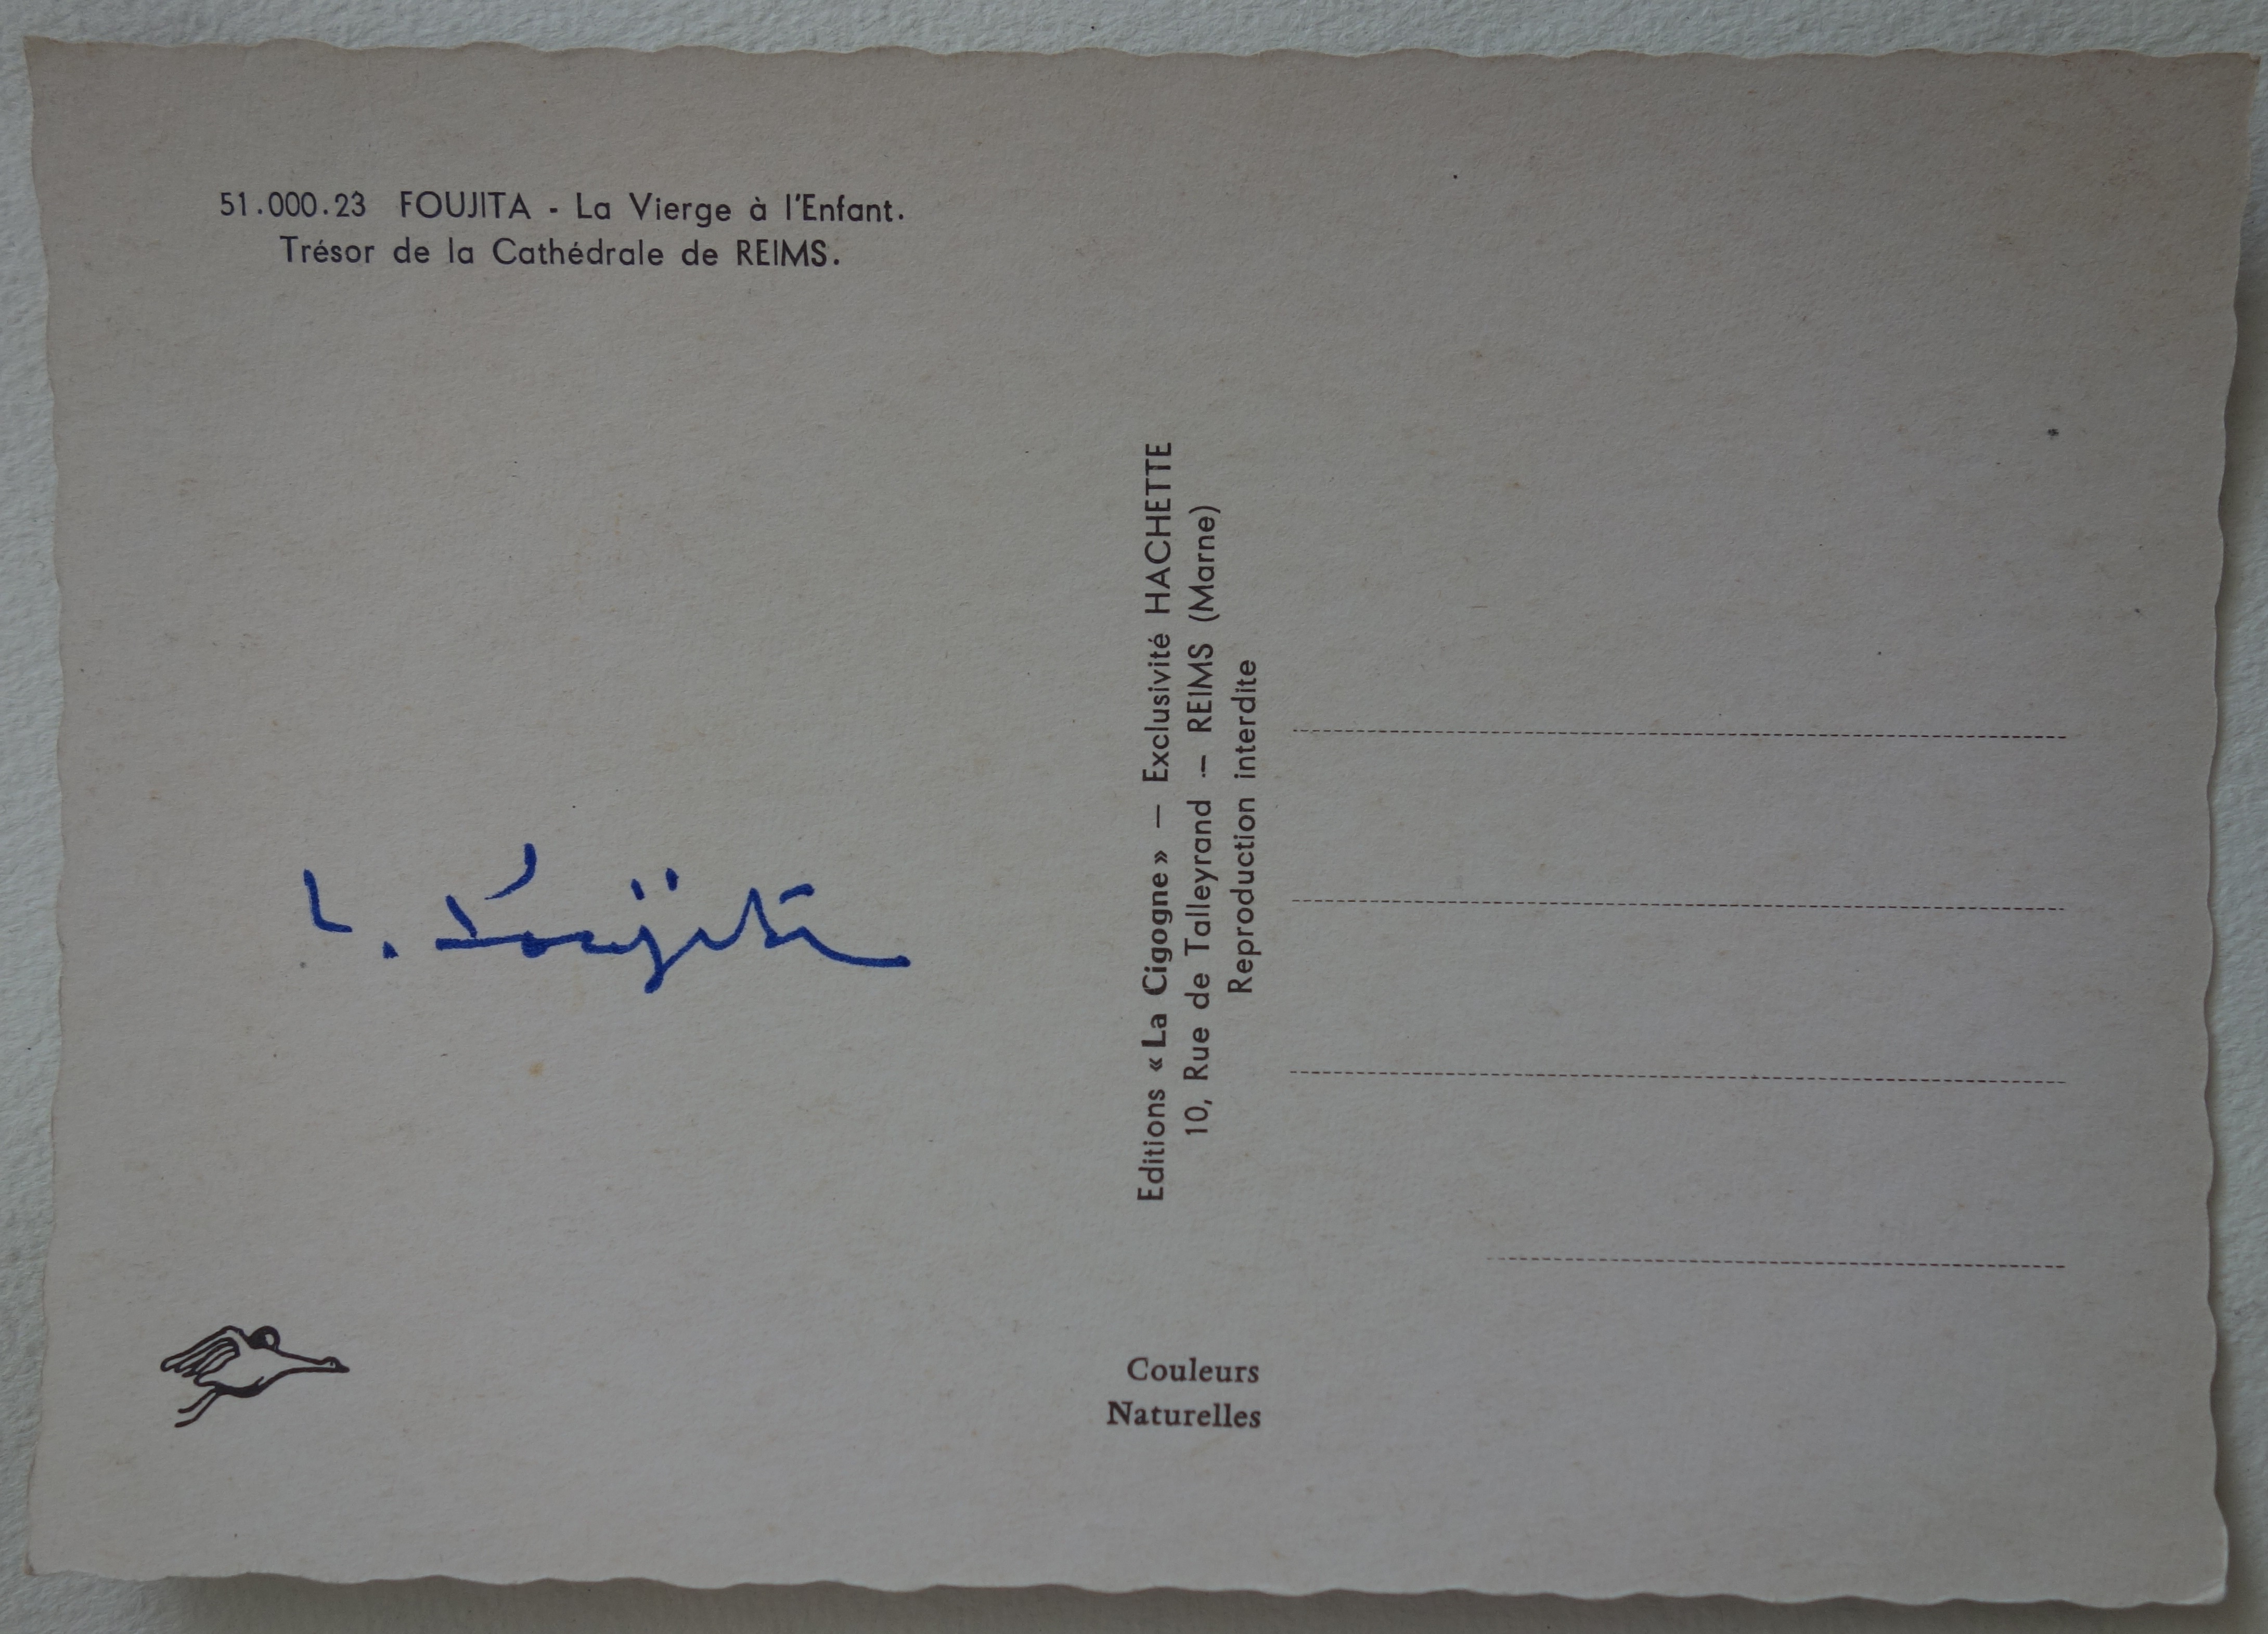 51.000.23 FOUJITA - La Vierge à l'Enfant.
Trésor de la Cathédrale de REIMS.
L. Foujita
Editions « La Cigogne » — Exclusivité HACHETTE
10, Rue de Talleyrand — REIMS (Marne)
Reproduction interdite
Couleurs
Naturelles